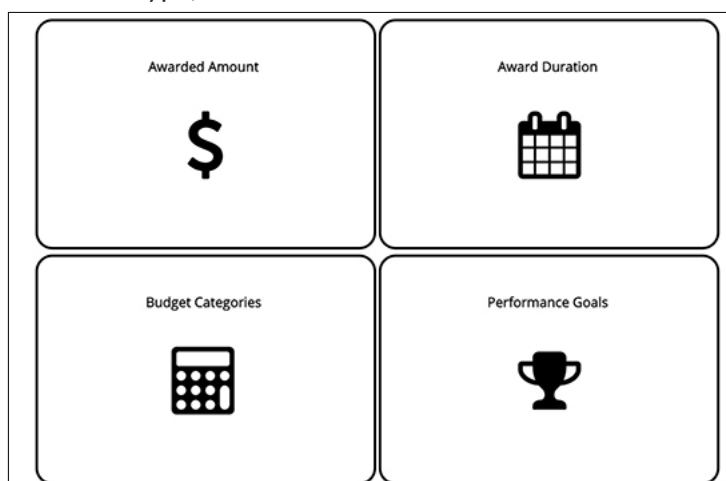 Awarded Amount
Award Duration
$
Budget Categories
Performance Goals